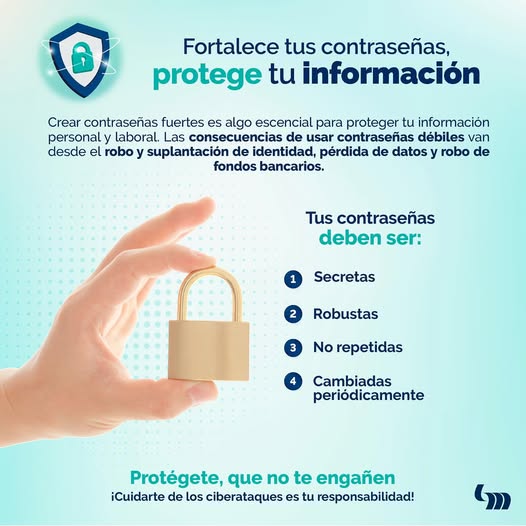 Fortalece tus contraseñas,
protege tu información
Crear contraseñas fuertes es algo escencial para proteger tu información
personal y laboral. Las consecuencias de usar contraseñas débiles van
desde el robo y suplantación de identidad, pérdida de datos y robo de
fondos bancarios.
Tus contraseñas
deben ser:
1 Secretas
2 Robustas
3 No repetidas
4 Cambiadas
periódicamente
Protégete, que no te engañen
¡Cuidarte de los ciberataques es tu responsabilidad!